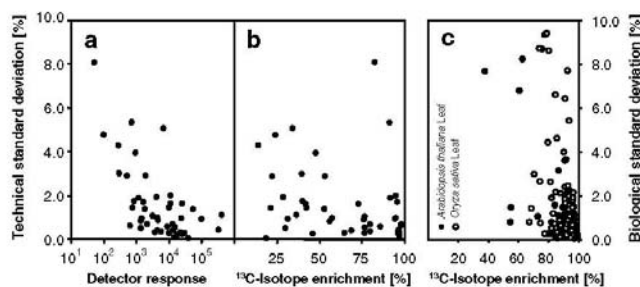 Technical standard deviation [%]
10.0
8.0
6.0
4.0
2.0
0.0
a
10¹ 10² 10³ 10⁴ 10⁵
Detector response
b
25 50 75 100
¹³C-Isotope enrichment [%]
c
Arabidopsis thaliana Leaf
Oryza sativa Leaf
20 40 60 80 100
¹³C-Isotope enrichment [%]
10.0
8.0
6.0
4.0
2.0
0.0
Biological standard deviation [%]